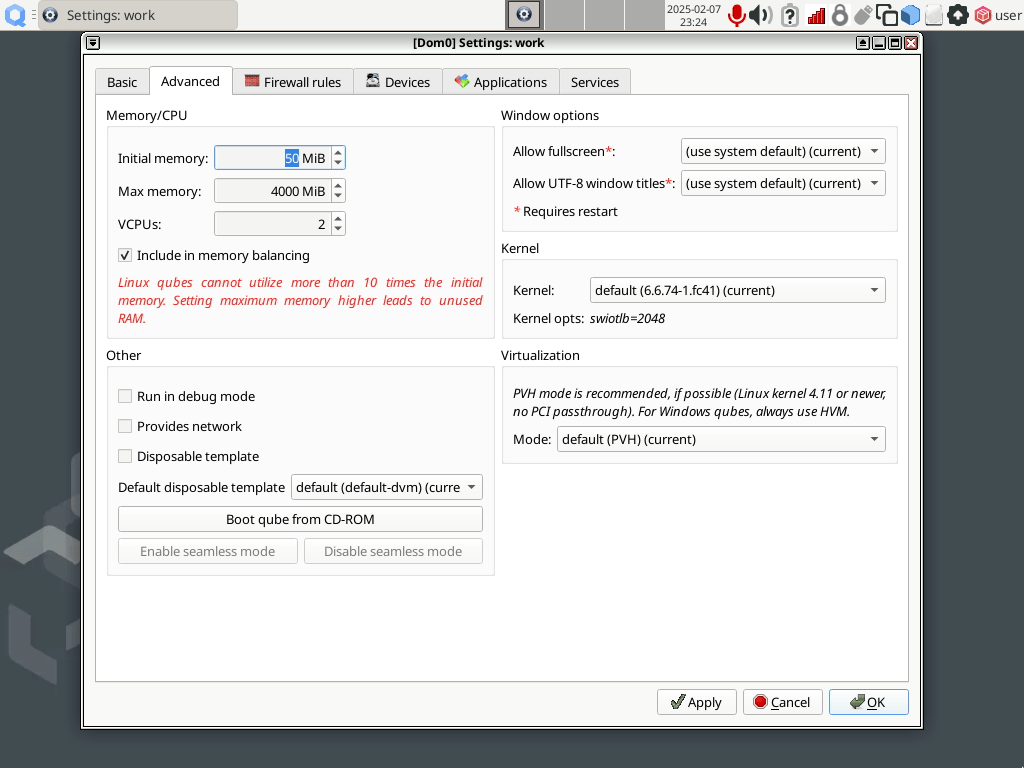 Settings: work
2025-02-07
23:24
user
[Dom0] Settings: work
Basic
Advanced
Firewall rules
Devices
Applications
Services
Memory/CPU
Initial memory:
50 MiB
Max memory:
4000 MiB
VCPUs:
2
Include in memory balancing
Linux qubes cannot utilize more than 10 times the initial
memory. Setting maximum memory higher leads to unused
RAM.
Other
Run in debug mode
Provides network
Disposable template
Default disposable template
default (default-dvm) (curre
Boot qube from CD-ROM
Enable seamless mode
Disable seamless mode
Window options
Allow fullscreen*:
(use system default) (current)
Allow UTF-8 window titles*:
(use system default) (current)
* Requires restart
Kernel
Kernel:
default (6.6.74-1.fc41) (current)
Kernel opts: swiotlb=2048
Virtualization
PVH mode is recommended, if possible (Linux kernel 4.11 or newer,
no PCI passthrough). For Windows qubes, always use HVM.
Mode:
default (PVH) (current)
Apply
Cancel
OK